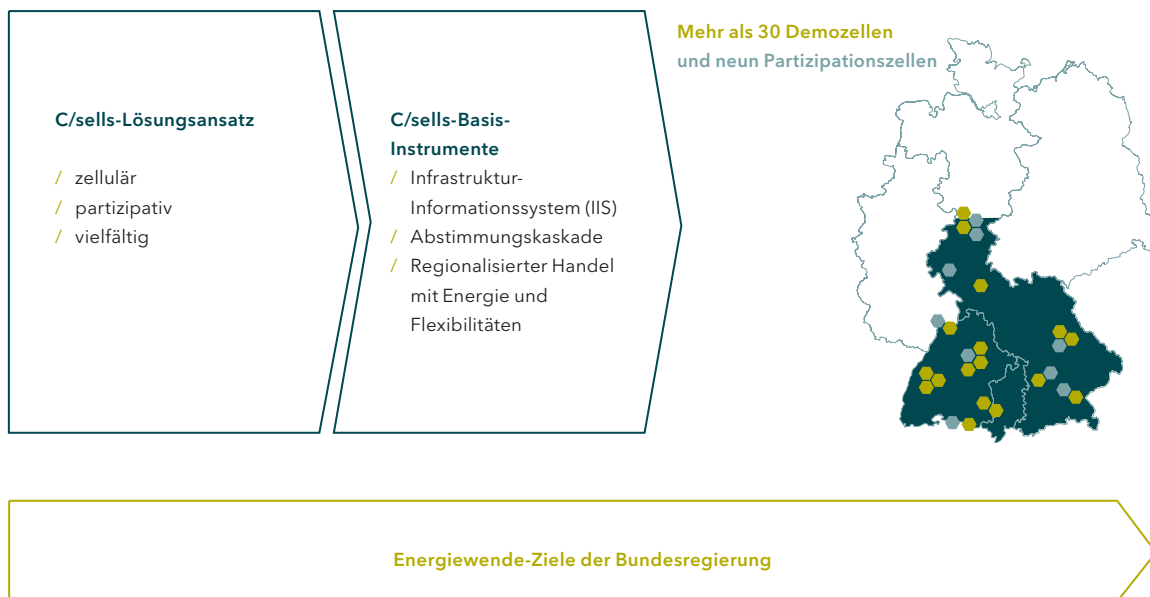 C/sells-Lösungsansatz
/ zellulär
/ partizipativ
/ vielfältig
C/sells-Basis-
Instrumente
/ Infrastruktur-
Informationssystem (IIS)
/ Abstimmungskaskade
/ Regionalisierter Handel
mit Energie und
Flexibilitäten
Mehr als 30 Demozellen
und neun Partizipationszellen
Energiewende-Ziele der Bundesregierung